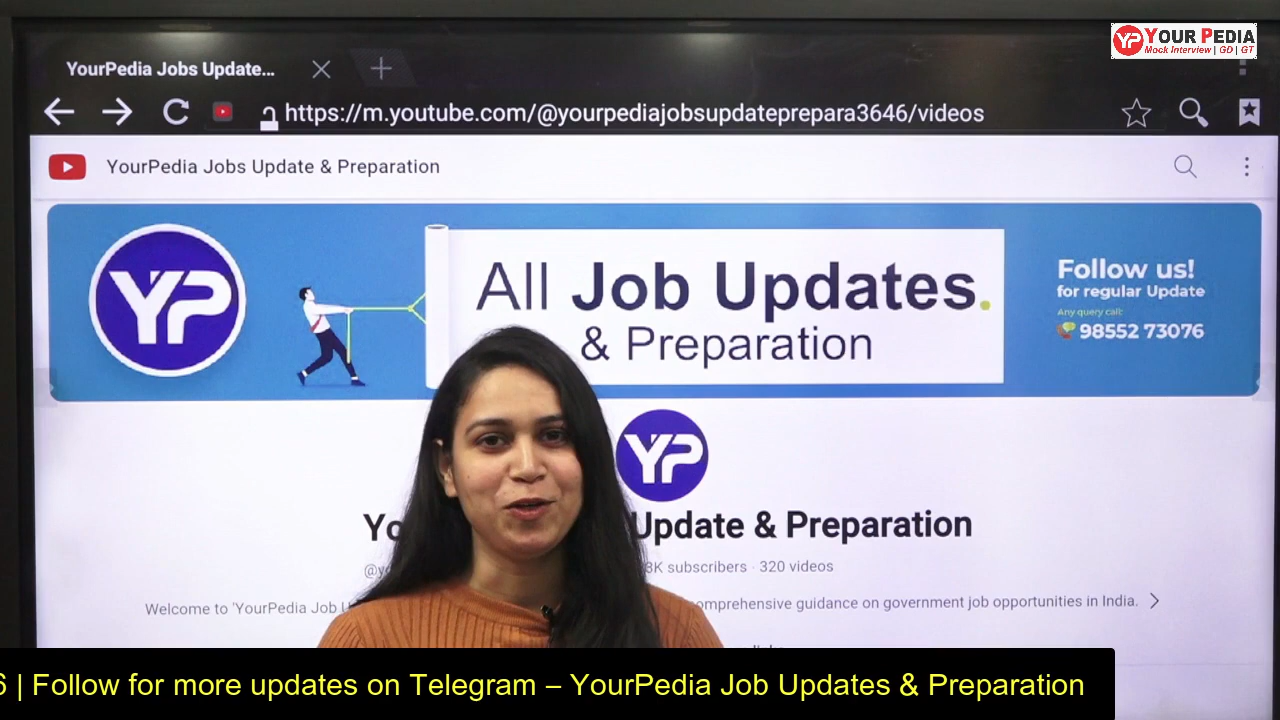 YOUR PEDIA
Mock Interview | GD | GT
YourPedia Jobs Update...
https://m.youtube.com/@yourpediajobsupdateprepara3646/videos
YourPedia Jobs Update & Preparation
YP
All Job Updates.
& Preparation
Follow us!
for regular Update
Any query call:
98552 73076
YP
Update & Preparation
subscribers · 320 videos
Welcome to 'YourPedia Job guidance on government job opportunities in India.
6 | Follow for more updates on Telegram – YourPedia Job Updates & Preparation